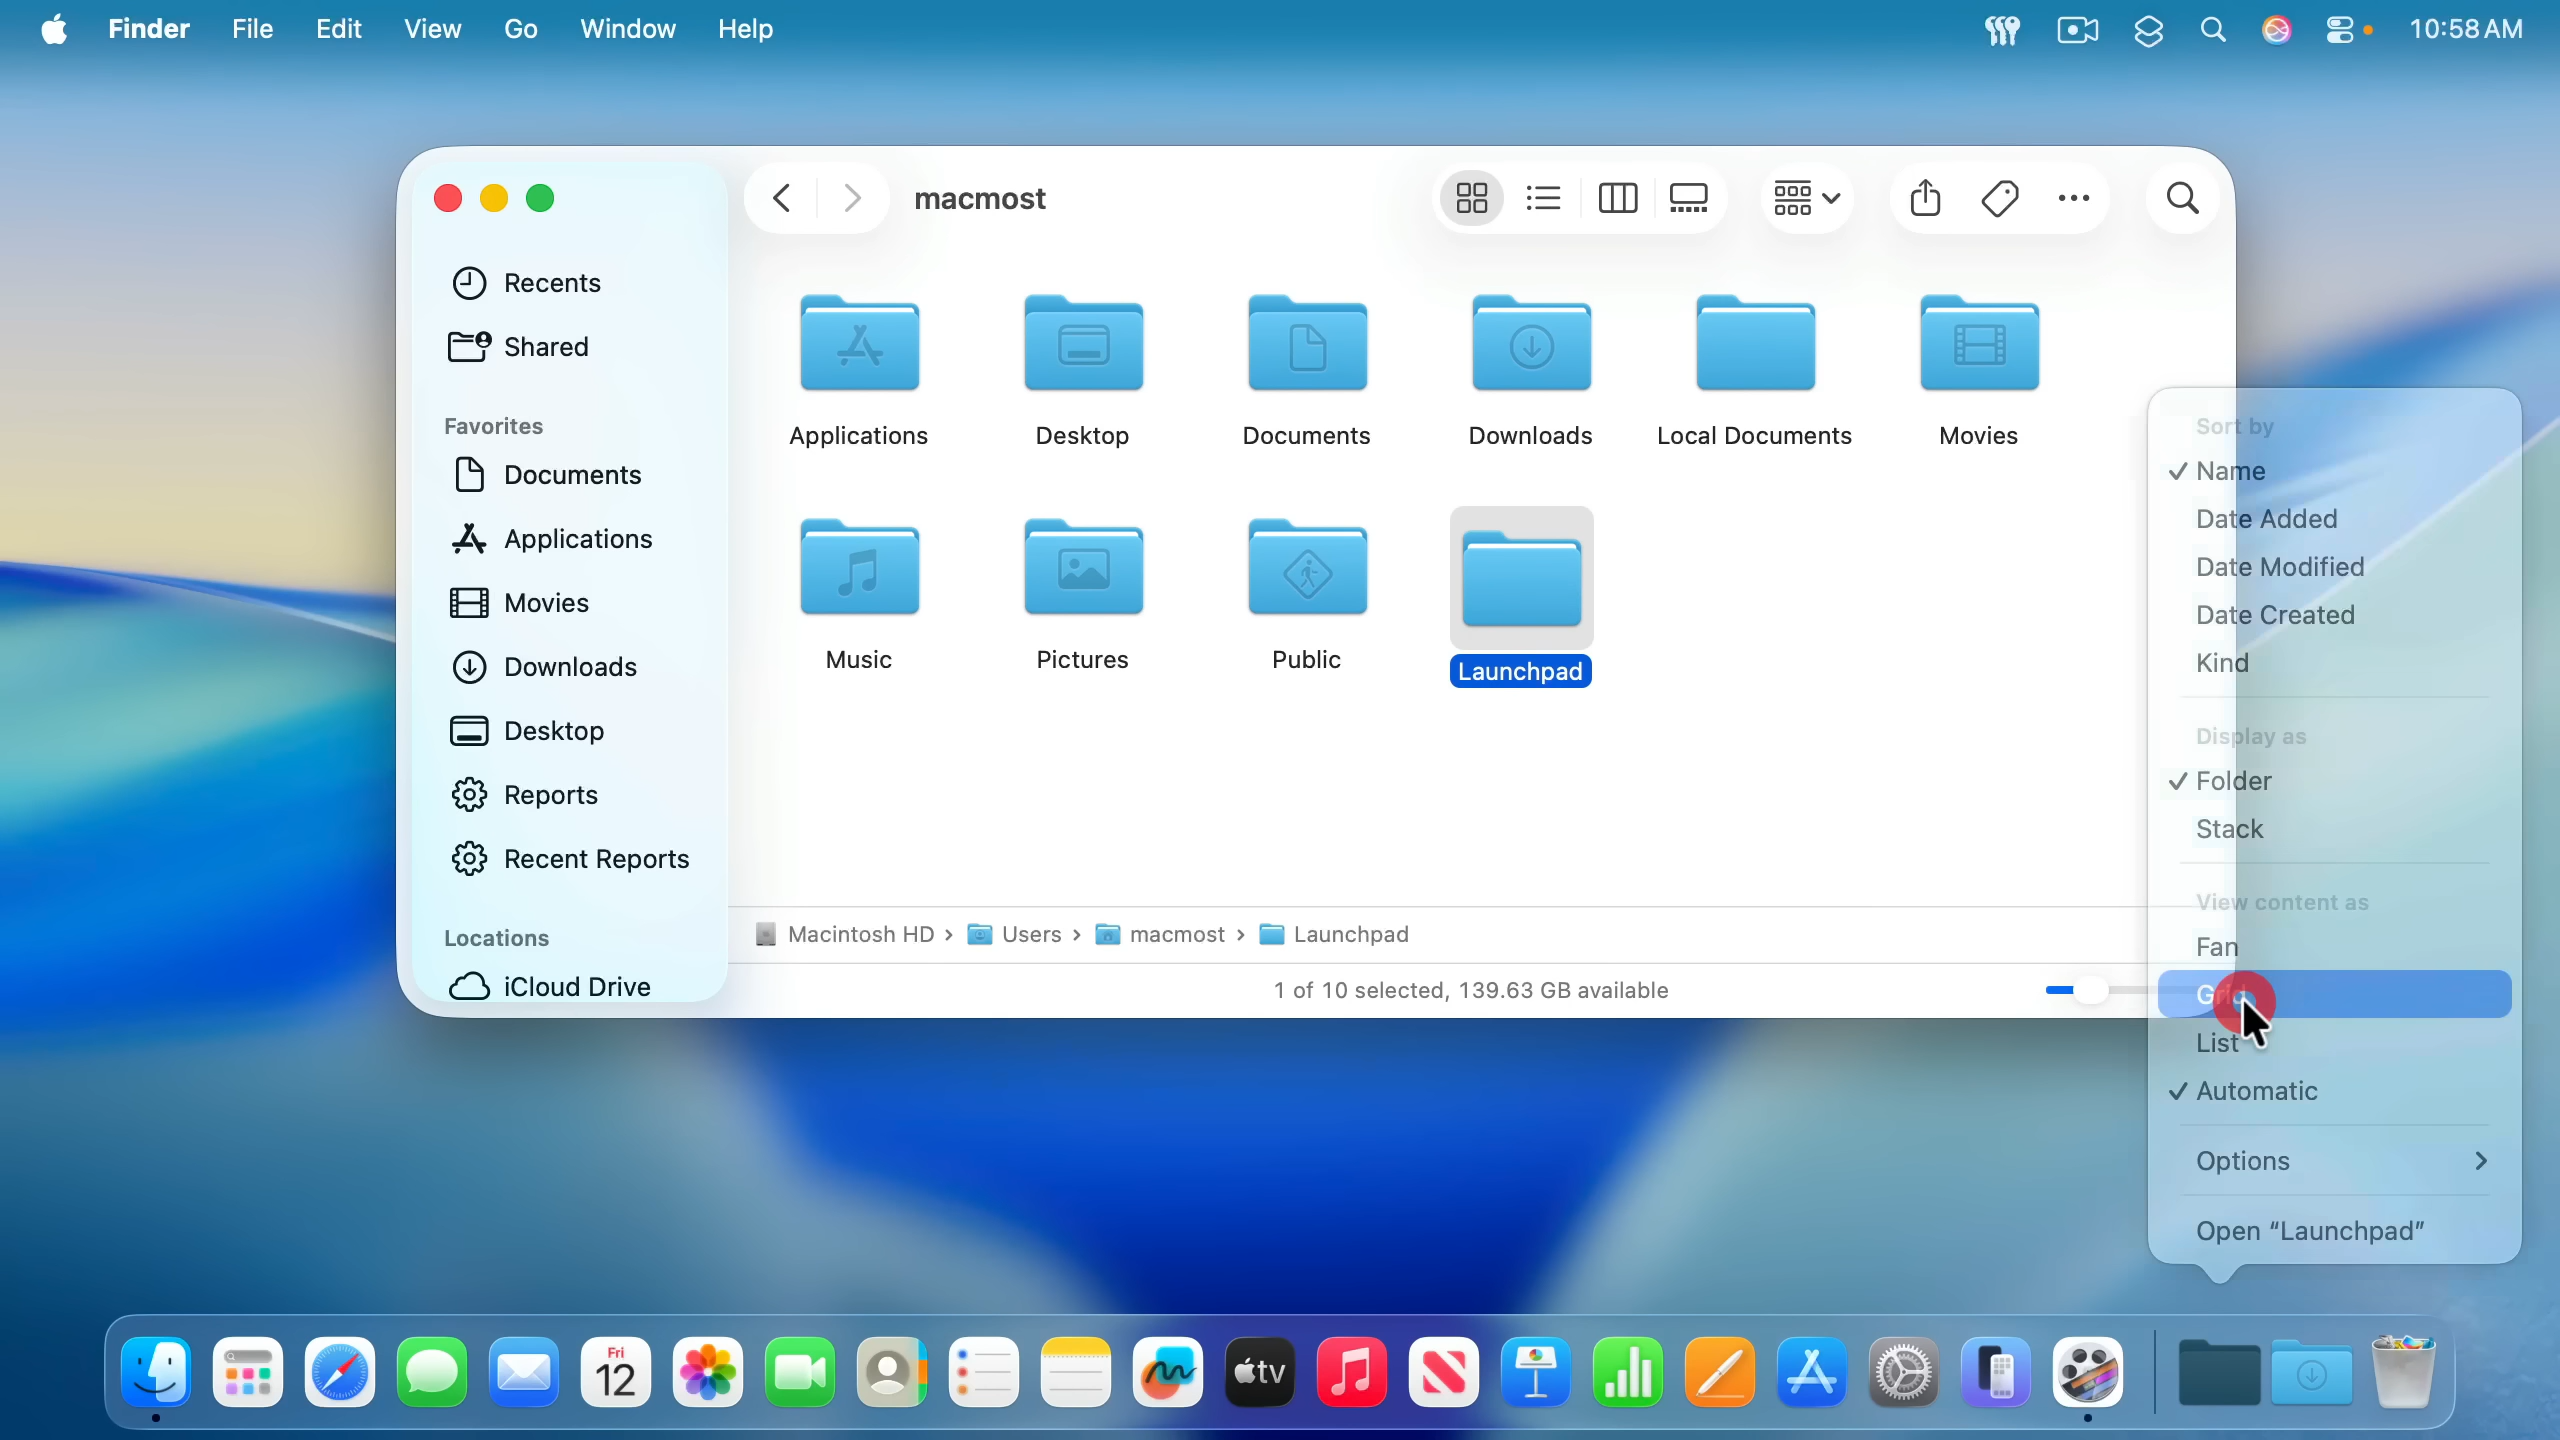 Finder File Edit View Go Window Help 10:58 AM
macmost
Recents
Shared
Favorites
Documents
Applications
Movies
Downloads
Desktop
Reports
Recent Reports
Locations
iCloud Drive
Applications Desktop Documents Downloads Local Documents Movies
Music Pictures Public Launchpad
Macintosh HD › Users › macmost › Launchpad
1 of 10 selected, 139.63 GB available
Sort by
✓ Name
Date Added
Date Modified
Date Created
Kind
Display as
✓ Folder
Stack
View content as
Fan
Grid
List
✓ Automatic
Options
Open “Launchpad”
Fri
12
tv